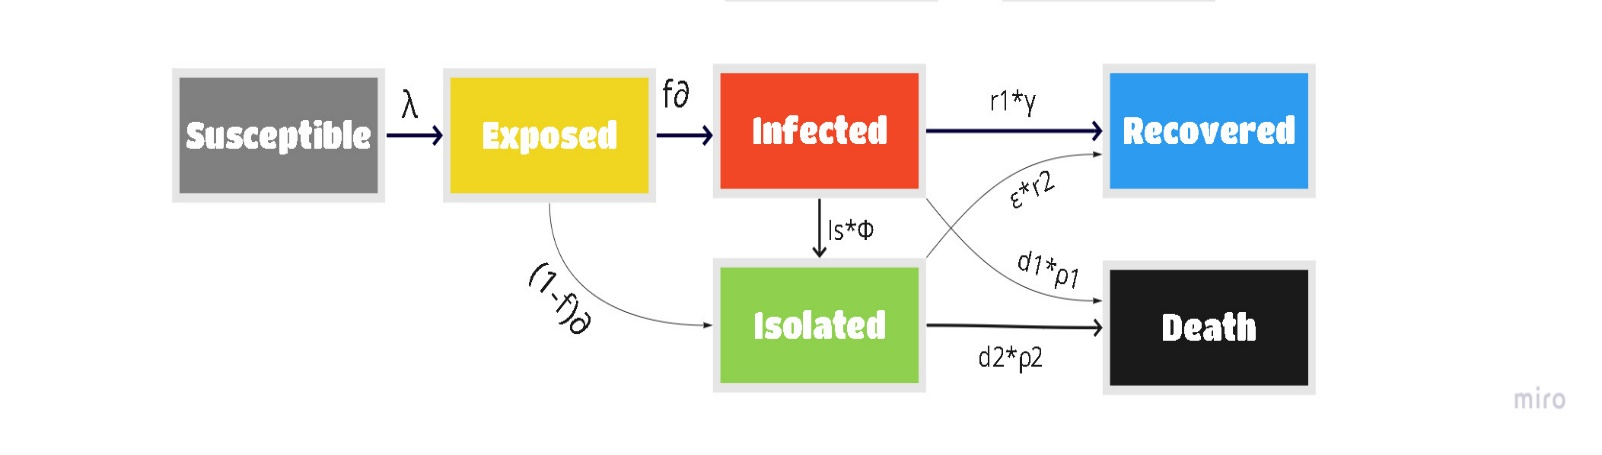 Susceptible
λ
Exposed
f∂
Infected
r1*γ
Recovered
ε*r2
Is*Φ
(1-f)∂
d1*ρ1
Isolated
d2*ρ2
Death
miro